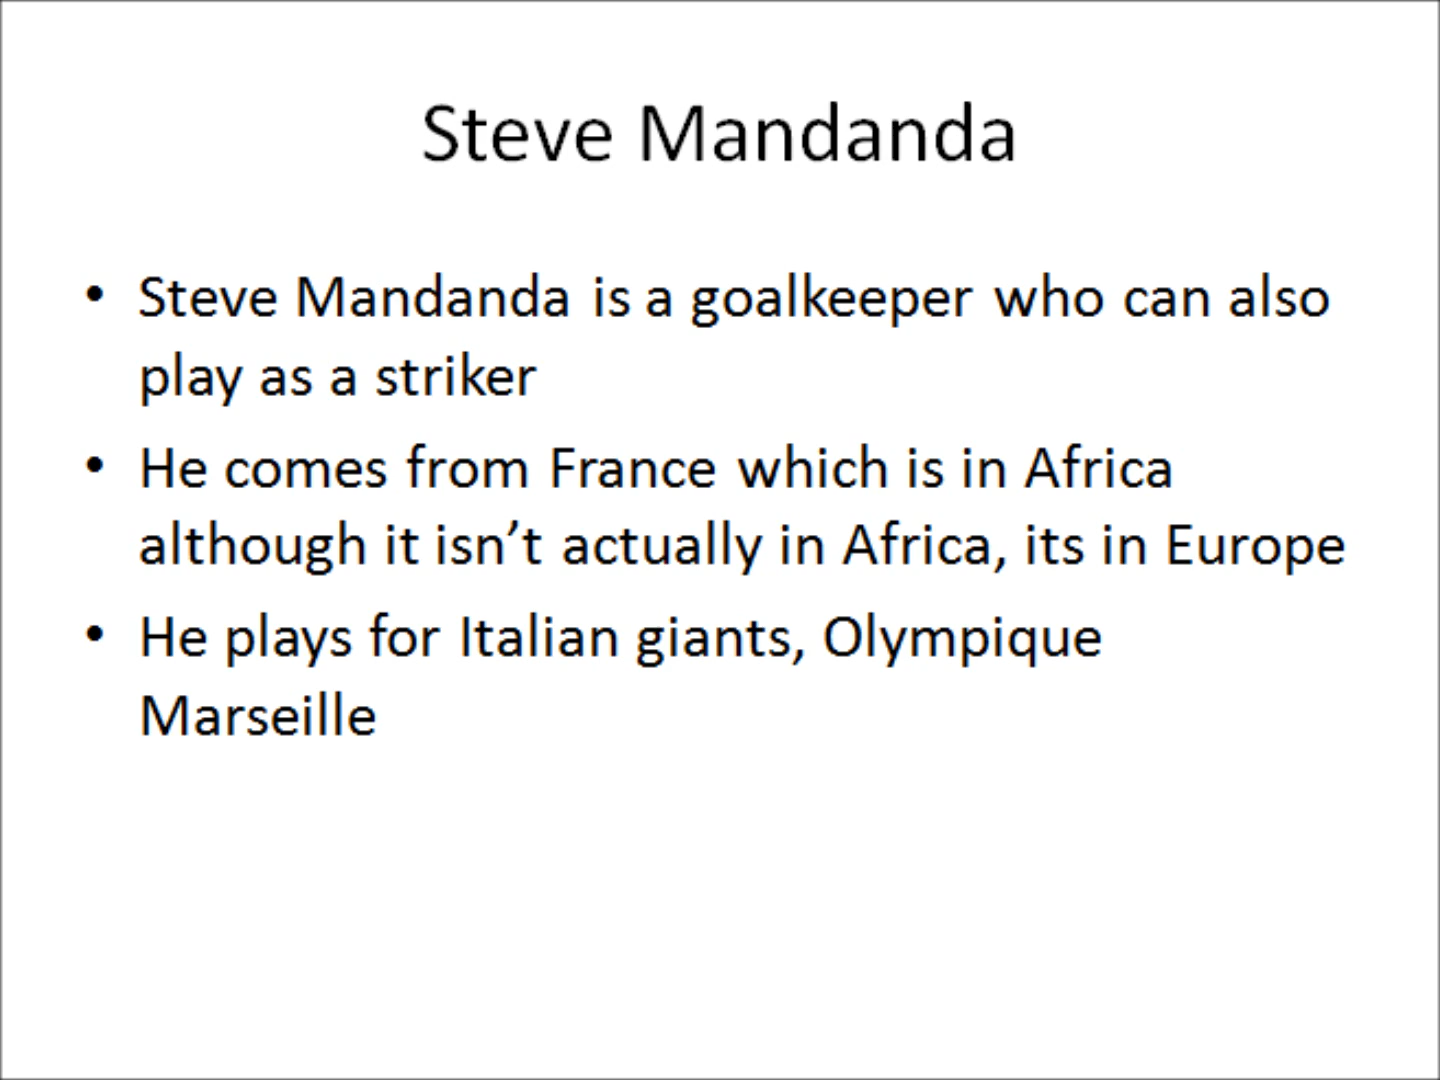 Steve Mandanda
• Steve Mandanda is a goalkeeper who can also
play as a striker
• He comes from France which is in Africa
although it isn’t actually in Africa, its in Europe
• He plays for Italian giants, Olympique
Marseille